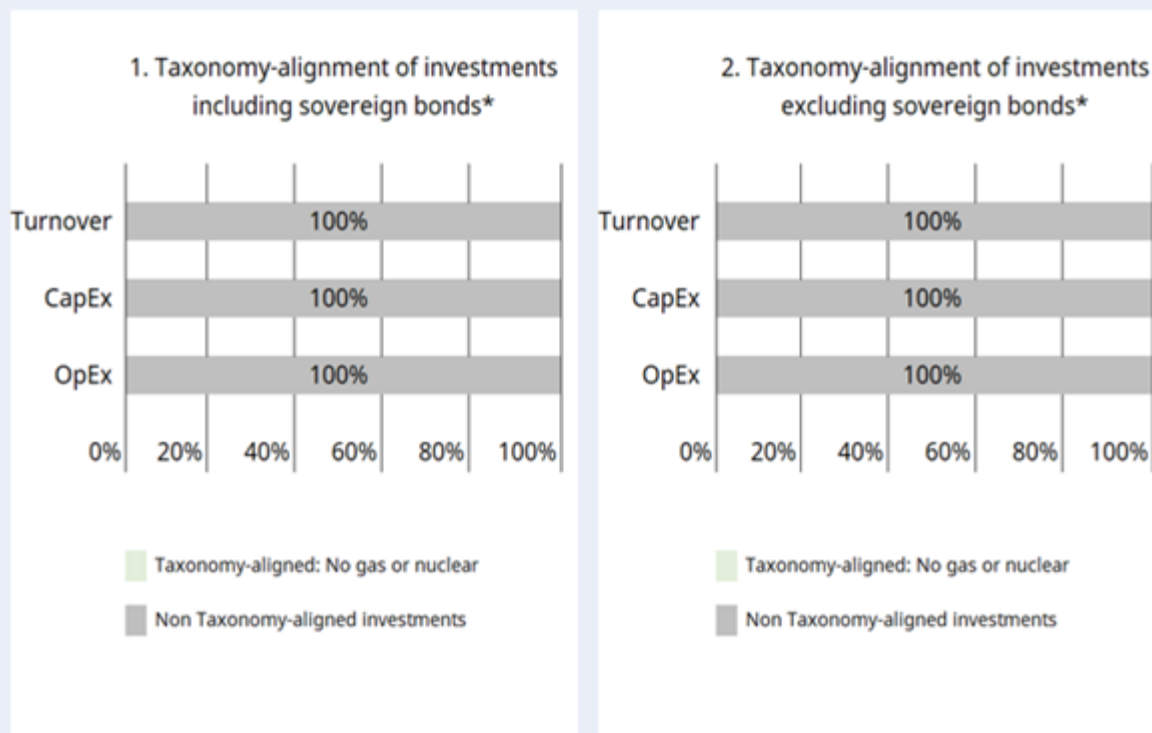 1. Taxonomy-alignment of investments
including sovereign bonds*
Turnover
100%
CapEx
100%
OpEx
100%
0% 20% 40% 60% 80% 100%
Taxonomy-aligned: No gas or nuclear
Non Taxonomy-aligned investments
2. Taxonomy-alignment of investments
excluding sovereign bonds*
Turnover
100%
CapEx
100%
OpEx
100%
0% 20% 40% 60% 80% 100%
Taxonomy-aligned: No gas or nuclear
Non Taxonomy-aligned investments